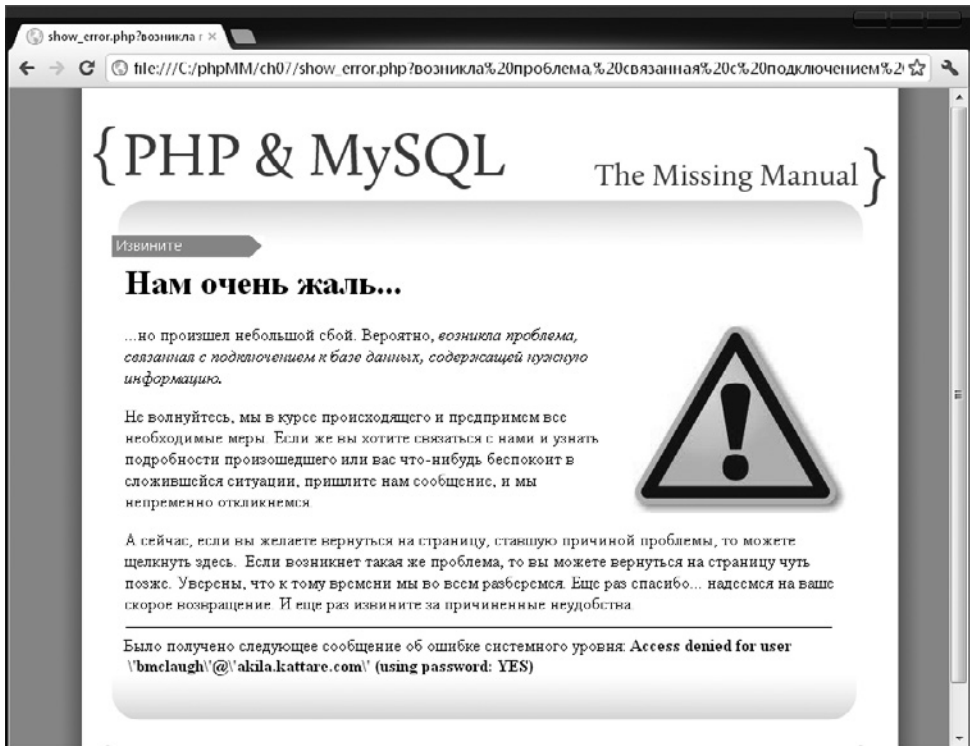 show_error.php?возникла г
file:///C:/phpMM/ch07/show_error.php?возникла%20проблема,%20связанная%20с%20подключением%2
{PHP & MySQL
The Missing Manual}
Извините
Нам очень жаль...
...но произошел небольшой сбой. Вероятно, возникла проблема,
связанная с подключением к базе данных, содержащей нужную
информацию.
Не волнуйтесь, мы в курсе происходящего и предпримем все
необходимые меры. Если же вы хотите связаться с нами и узнать
подробности произошедшего или вас что-нибудь беспокоит в
сложившейся ситуации, пришлите нам сообщение, и мы
непременно откликнемся.
А сейчас, если вы желаете вернуться на страницу, ставшую причиной проблемы, то можете
щелкнуть здесь. Если возникнет такая же проблема, то вы можете вернуться на страницу чуть
позже. Уверены, что к тому времени мы во всем разберемся. Еще раз спасибо... надеемся на ваше
скорое возвращение. И еще раз извините за причиненные неудобства.
Было получено следующее сообщение об ошибке системного уровня: Access denied for user
\'bmclaugh\'@\'akila.kattare.com\' (using password: YES)